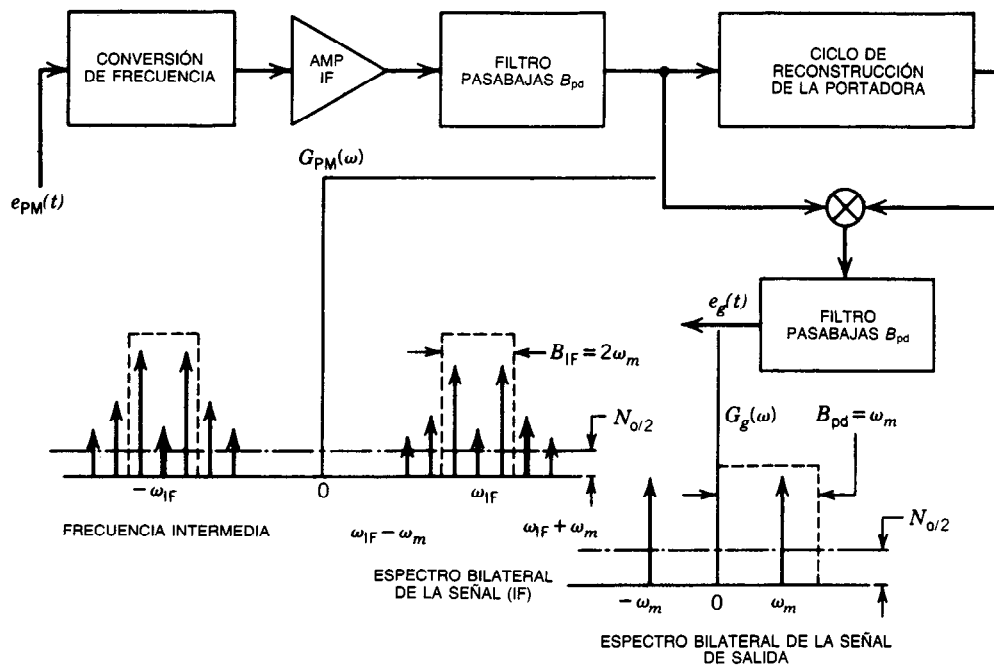 CONVERSIÓN
DE FRECUENCIA
AMP
IF
FILTRO
PASABAJAS B_pd
CICLO DE
RECONSTRUCCIÓN
DE LA PORTADORA
e_PM(t)
G_PM(ω)
FILTRO
PASABAJAS B_pd
e_g(t)
B_IF = 2ω_m
N_o/2
− ω_IF
0
ω_IF
FRECUENCIA INTERMEDIA
ω_IF − ω_m
ω_IF + ω_m
ESPECTRO BILATERAL
DE LA SEÑAL (IF)
G_g(ω)
B_pd = ω_m
N_o/2
− ω_m
0
ω_m
ESPECTRO BILATERAL DE LA SEÑAL
DE SALIDA